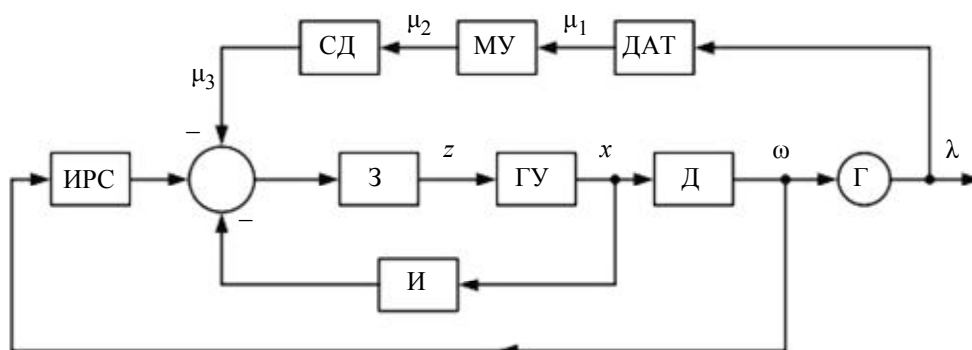 СД
μ2
МУ
μ1
ДАТ
μ3
−
ИРС
З
z
ГУ
x
Д
ω
Г
λ
−
И